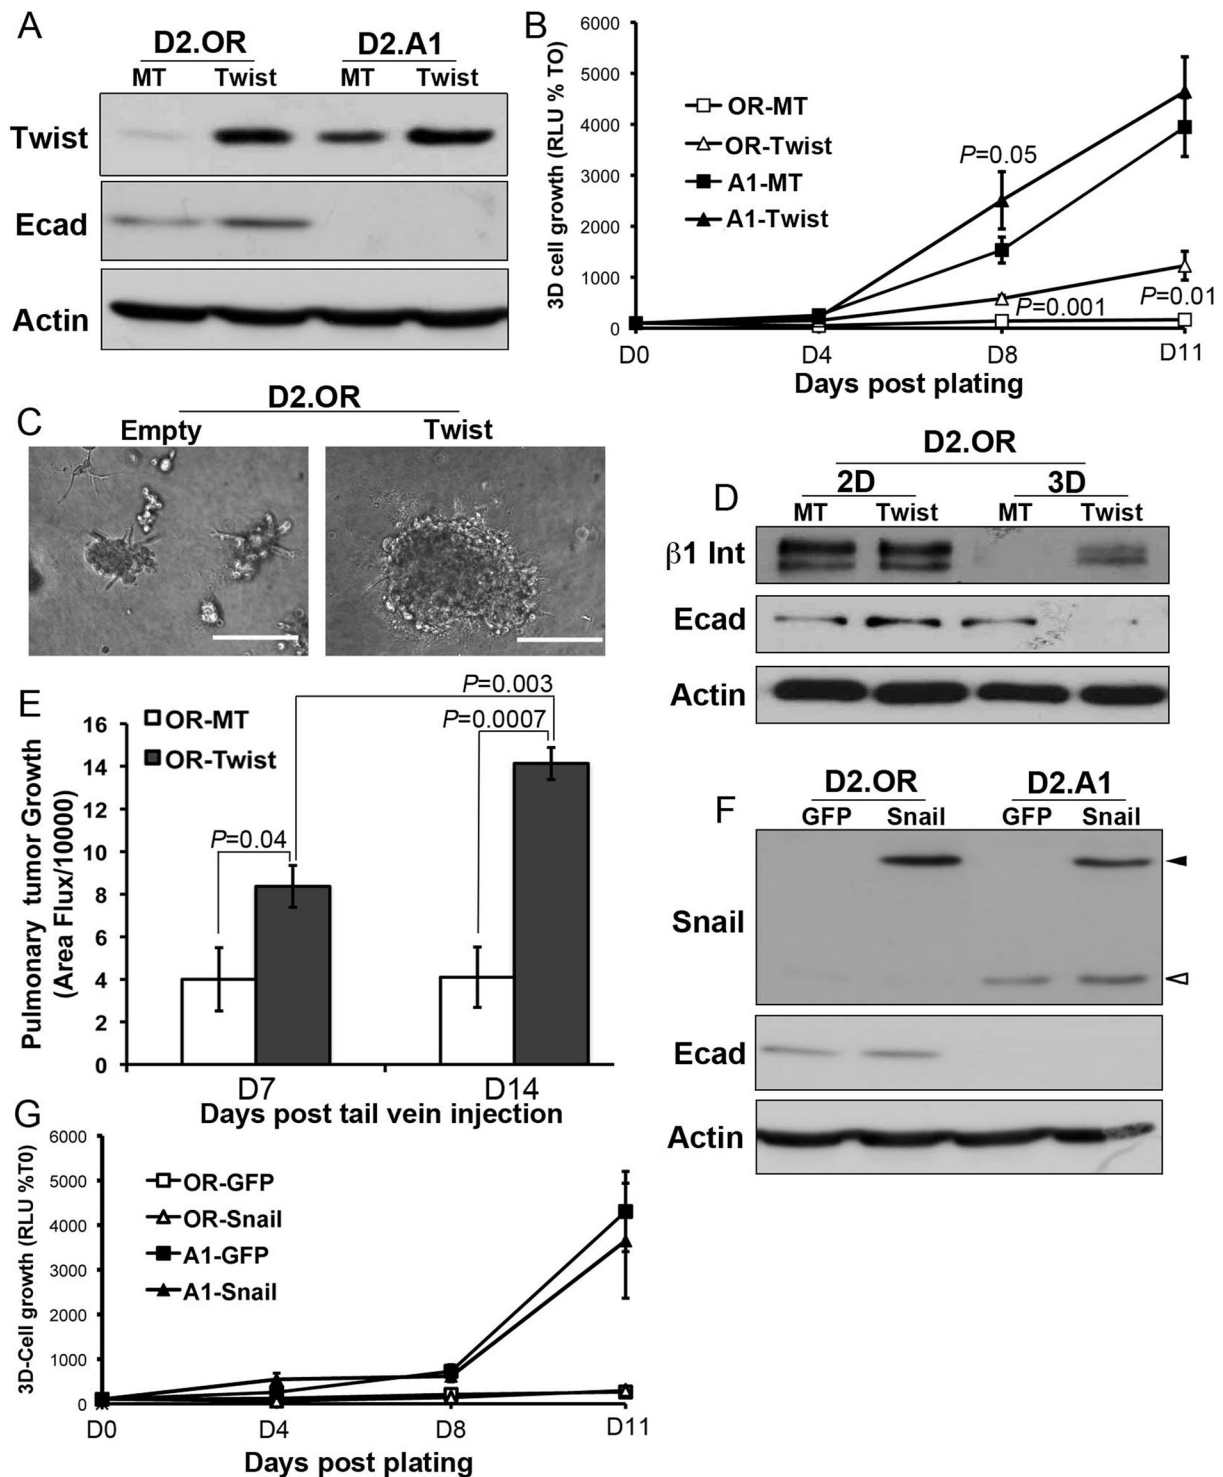 A
D2.OR D2.A1
MT Twist MT Twist
Twist
Ecad
Actin
B
3D cell growth (RLU % TO)
6000
5000
4000
3000
2000
1000
0
OR-MT
OR-Twist
A1-MT
A1-Twist
P=0.05
P=0.001
P=0.01
D0 D4 D8 D11
Days post plating
C
D2.OR
Empty Twist
D
D2.OR
2D 3D
MT Twist MT Twist
β1 Int
Ecad
Actin
E
Pulmonary tumor Growth
(Area Flux/10000)
16
14
12
10
8
6
4
2
0
OR-MT
OR-Twist
P=0.003
P=0.0007
P=0.04
D7 D14
Days post tail vein injection
F
D2.OR D2.A1
GFP Snail GFP Snail
Snail
Ecad
Actin
G
3D-Cell growth (RLU %T0)
6000
5000
4000
3000
2000
1000
0
OR-GFP
OR-Snail
A1-GFP
A1-Snail
D0 D4 D8 D11
Days post plating